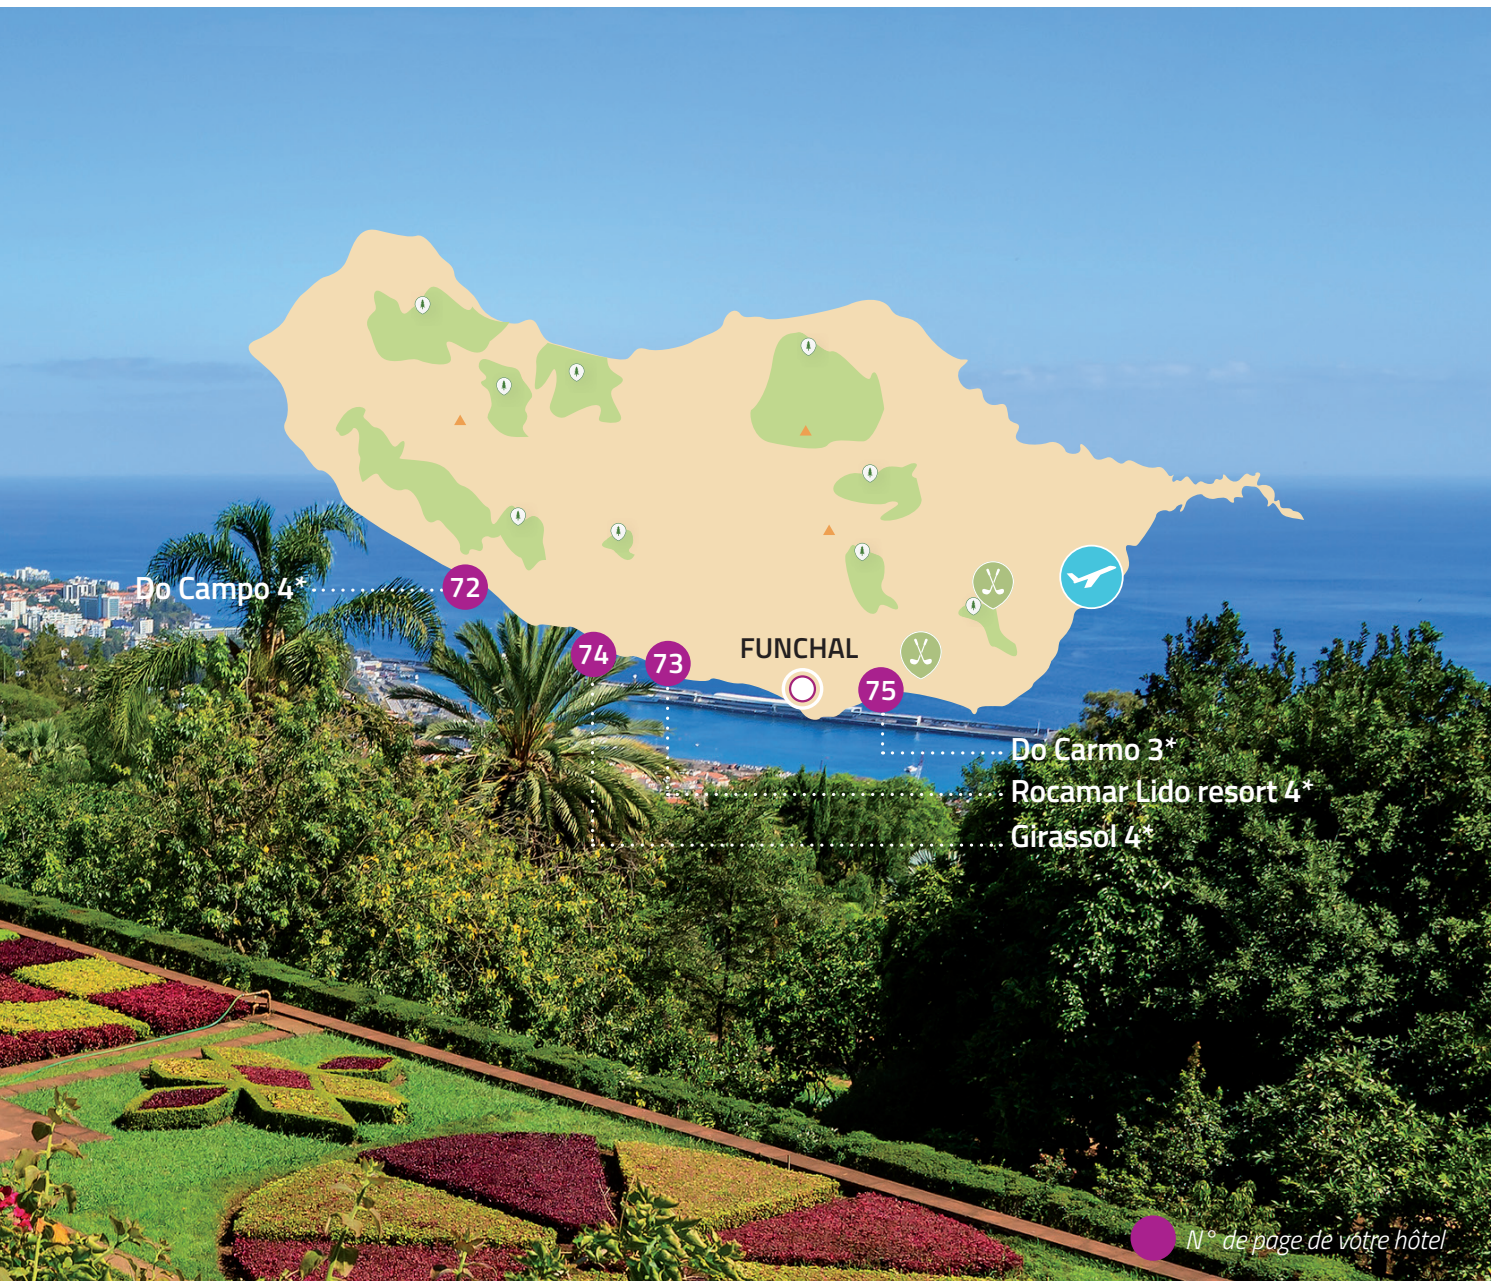 Do Campo 4*
72
74
73
FUNCHAL
75
Do Carmo 3*
Rocamar Lido resort 4*
Girassol 4*
N° de page de votre hôtel